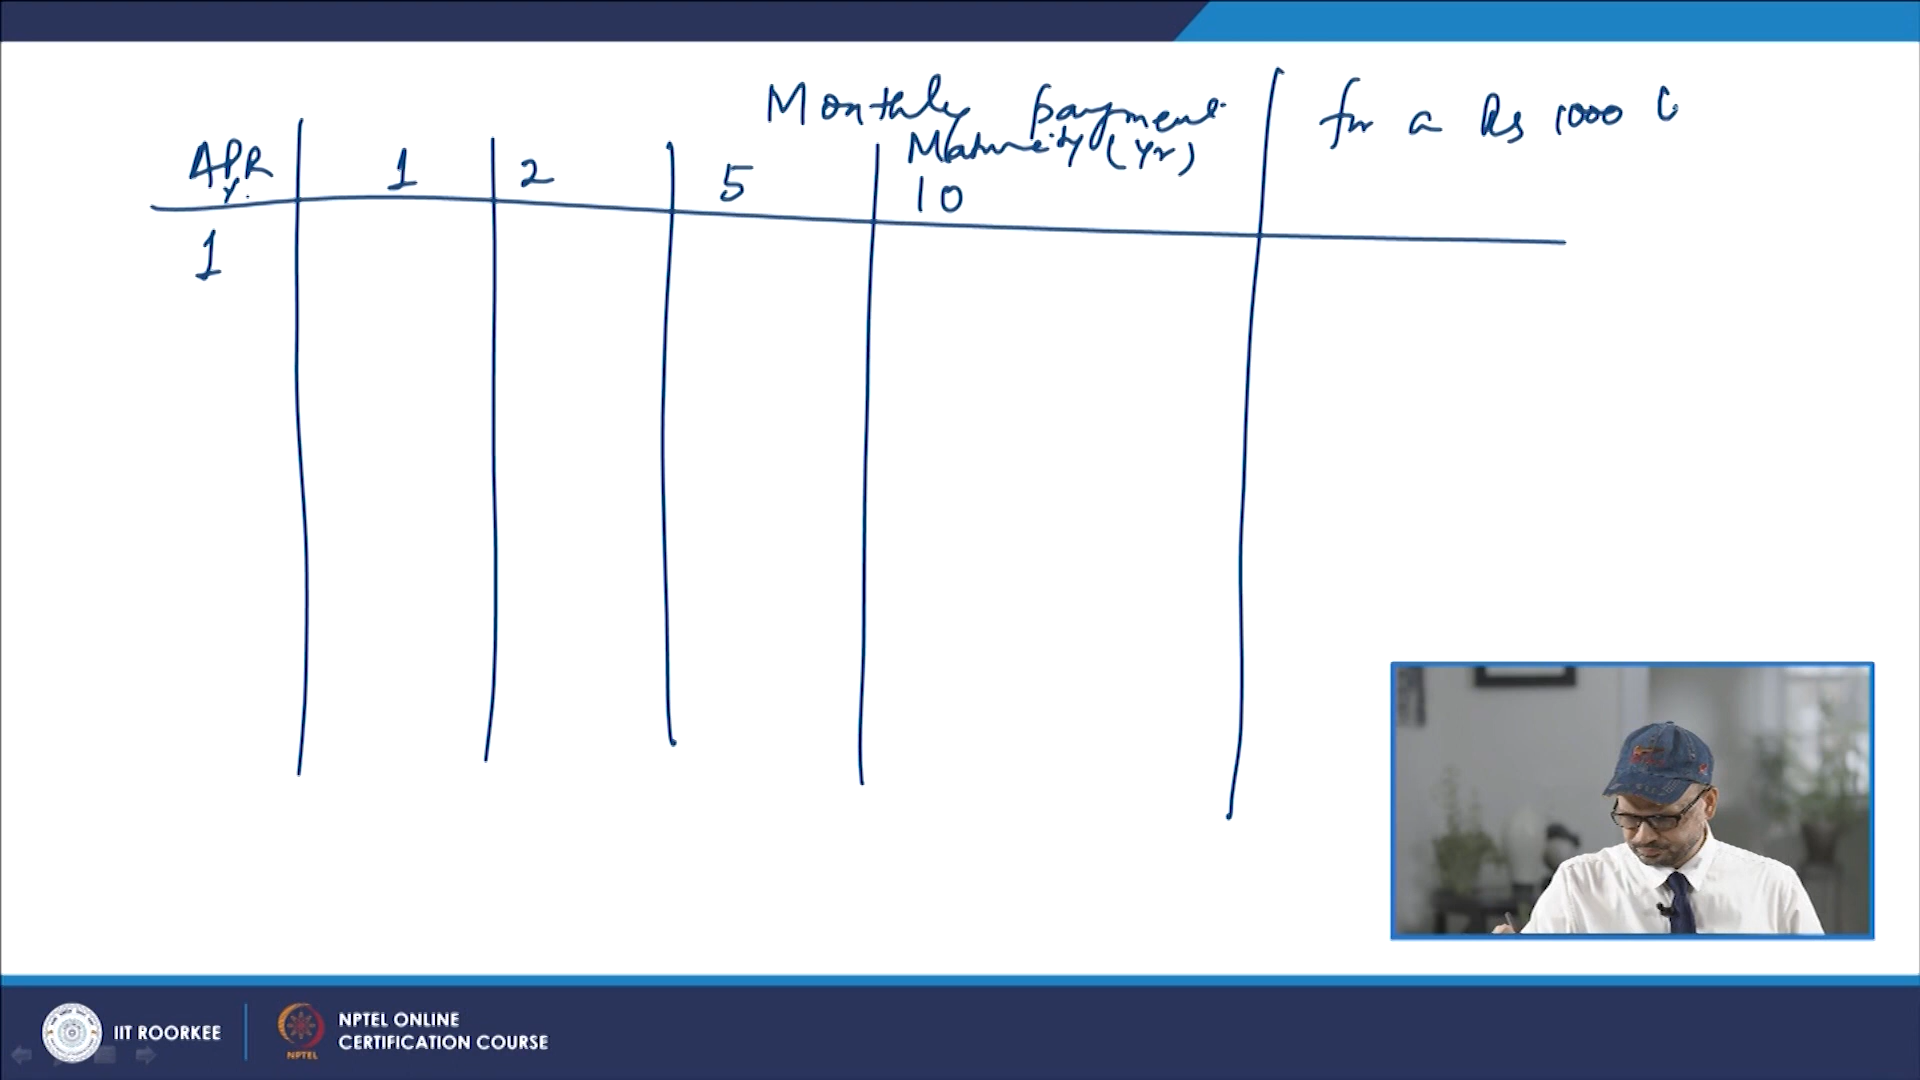 Monthly payment for a Rs 1000
Maturity (Yr)
APR 1 2 5 10
%
1
IIT ROORKEE
NPTEL
NPTEL ONLINE
CERTIFICATION COURSE